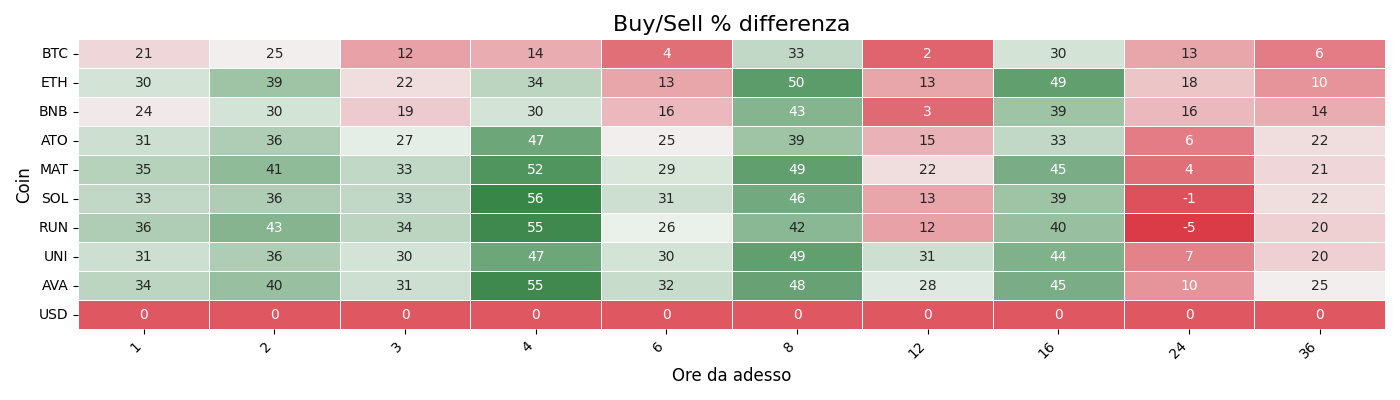 Buy/Sell % differenza
Coin
BTC 21 25 12 14 4 33 2 30 13 6
ETH 30 39 22 34 13 50 13 49 18 10
BNB 24 30 19 30 16 43 3 39 16 14
ATO 31 36 27 47 25 39 15 33 6 22
MAT 35 41 33 52 29 49 22 45 4 21
SOL 33 36 33 56 31 46 13 39 -1 22
RUN 36 43 34 55 26 42 12 40 -5 20
UNI 31 36 30 47 30 49 31 44 7 20
AVA 34 40 31 55 32 48 28 45 10 25
USD 0 0 0 0 0 0 0 0 0 0
1 2 3 4 6 8 12 16 24 36
Ore da adesso